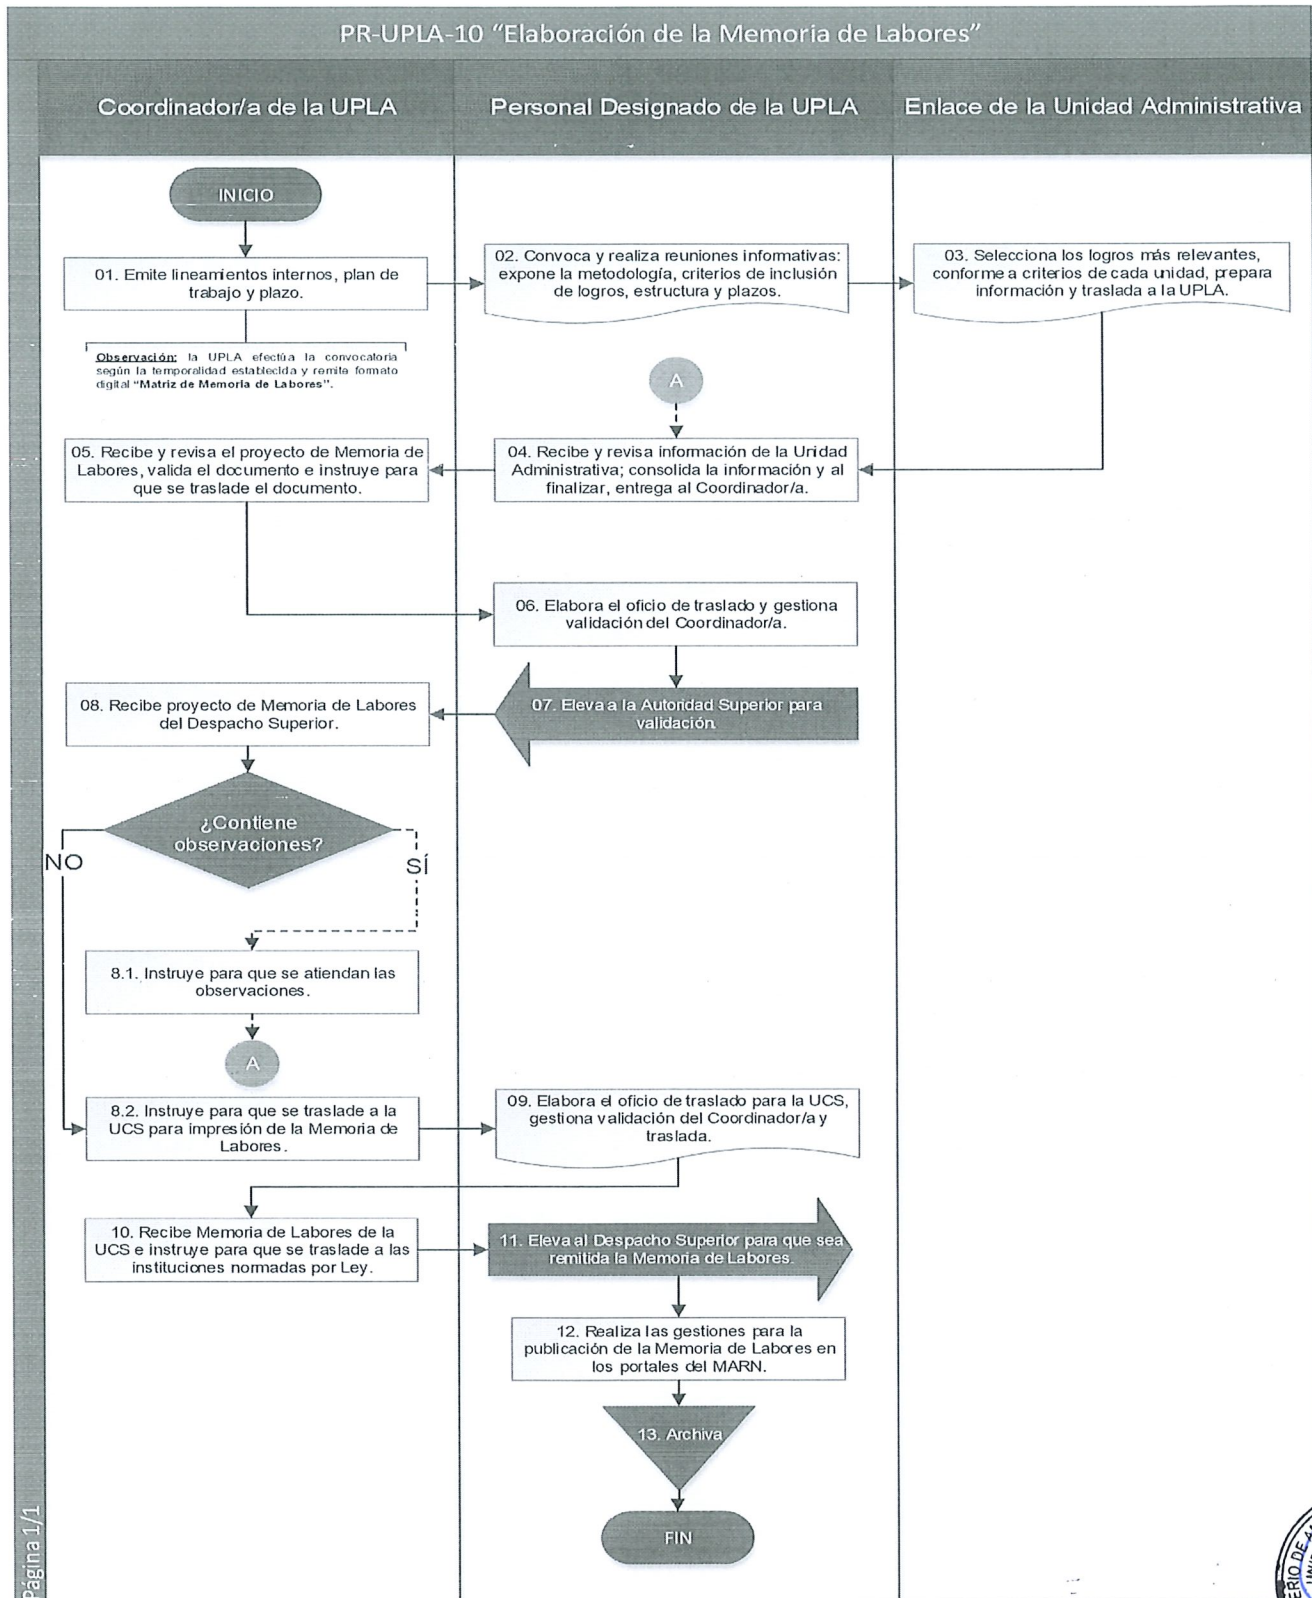 PR-UPLA-10 “Elaboración de la Memoria de Labores”
Coordinador/a de la UPLA
Personal Designado de la UPLA
Enlace de la Unidad Administrativa
INICIO
01. Emite lineamientos internos, plan de
trabajo y plazo.
02. Convoca y realiza reuniones informativas:
expone la metodología, criterios de inclusión
de logros, estructura y plazos.
03. Selecciona los logros más relevantes,
conforme a criterios de cada unidad, prepara
información y traslada a la UPLA.
Observación: la UPLA efectúa la convocatoria
según la temporalidad establecida y remite formato
digital “Matriz de Memoria de Labores”.
A
05. Recibe y revisa el proyecto de Memoria de
Labores, valida el documento e instruye para
que se traslade el documento.
04. Recibe y revisa información de la Unidad
Administrativa; consolida la información y al
finalizar, entrega al Coordinador/a.
06. Elabora el oficio de traslado y gestiona
validación del Coordinador/a.
08. Recibe proyecto de Memoria de Labores
del Despacho Superior.
07. Eleva a la Autoridad Superior para
validación.
¿Contiene
observaciones?
NO
SÍ
8.1. Instruye para que se atiendan las
observaciones.
A
8.2. Instruye para que se traslade a la
UCS para impresión de la Memoria de
Labores.
09. Elabora el oficio de traslado para la UCS,
gestiona validación del Coordinador/a y
traslada.
10. Recibe Memoria de Labores de la
UCS e instruye para que se traslade a las
instituciones normadas por Ley.
11. Eleva al Despacho Superior para que sea
remitida la Memoria de Labores.
12. Realiza las gestiones para la
publicación de la Memoria de Labores en
los portales del MARN.
13. Archiva
FIN
Página 1/1